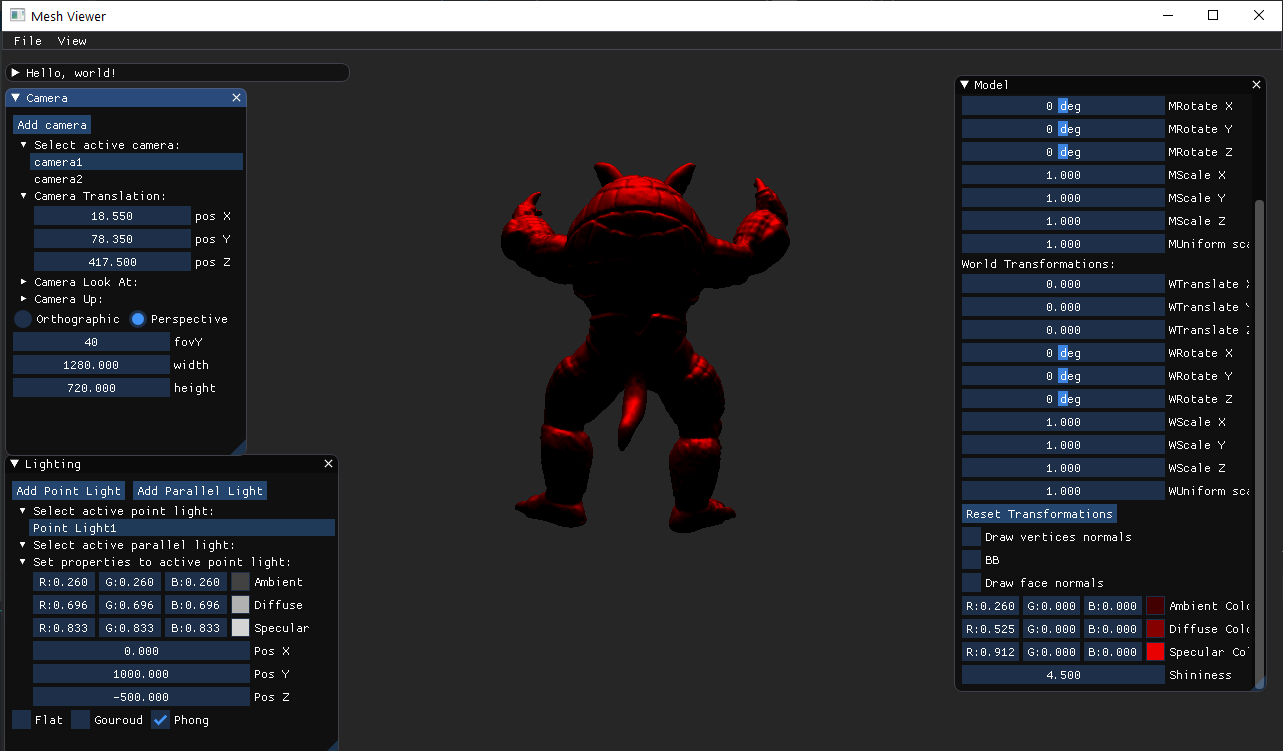 Mesh Viewer
File View
Hello, world!
Camera
Add camera
Select active camera:
camera1
camera2
Camera Translation:
18.550 pos X
78.350 pos Y
417.500 pos Z
Camera Look At:
Camera Up:
Orthographic Perspective
40 fovY
1280.000 width
720.000 height
Lighting
Add Point Light Add Parallel Light
Select active point light:
Point Light1
Select active parallel light:
Set properties to active point light:
R:0.260 G:0.260 B:0.260 Ambient
R:0.696 G:0.696 B:0.696 Diffuse
R:0.833 G:0.833 B:0.833 Specular
0.000 Pos X
1000.000 Pos Y
-500.000 Pos Z
Flat Gouroud Phong
Model
0 deg MRotate X
0 deg MRotate Y
0 deg MRotate Z
1.000 MScale X
1.000 MScale Y
1.000 MScale Z
1.000 MUniform sca
World Transformations:
0.000 WTranslate X
0.000 WTranslate Y
0.000 WTranslate Z
0 deg WRotate X
0 deg WRotate Y
0 deg WRotate Z
1.000 WScale X
1.000 WScale Y
1.000 WScale Z
1.000 WUniform sca
Reset Transformations
Draw vertices normals
BB
Draw face normals
R:0.260 G:0.000 B:0.000 Ambient Colo
R:0.525 G:0.000 B:0.000 Diffuse Colo
R:0.912 G:0.000 B:0.000 Specular Co
4.500 Shininess